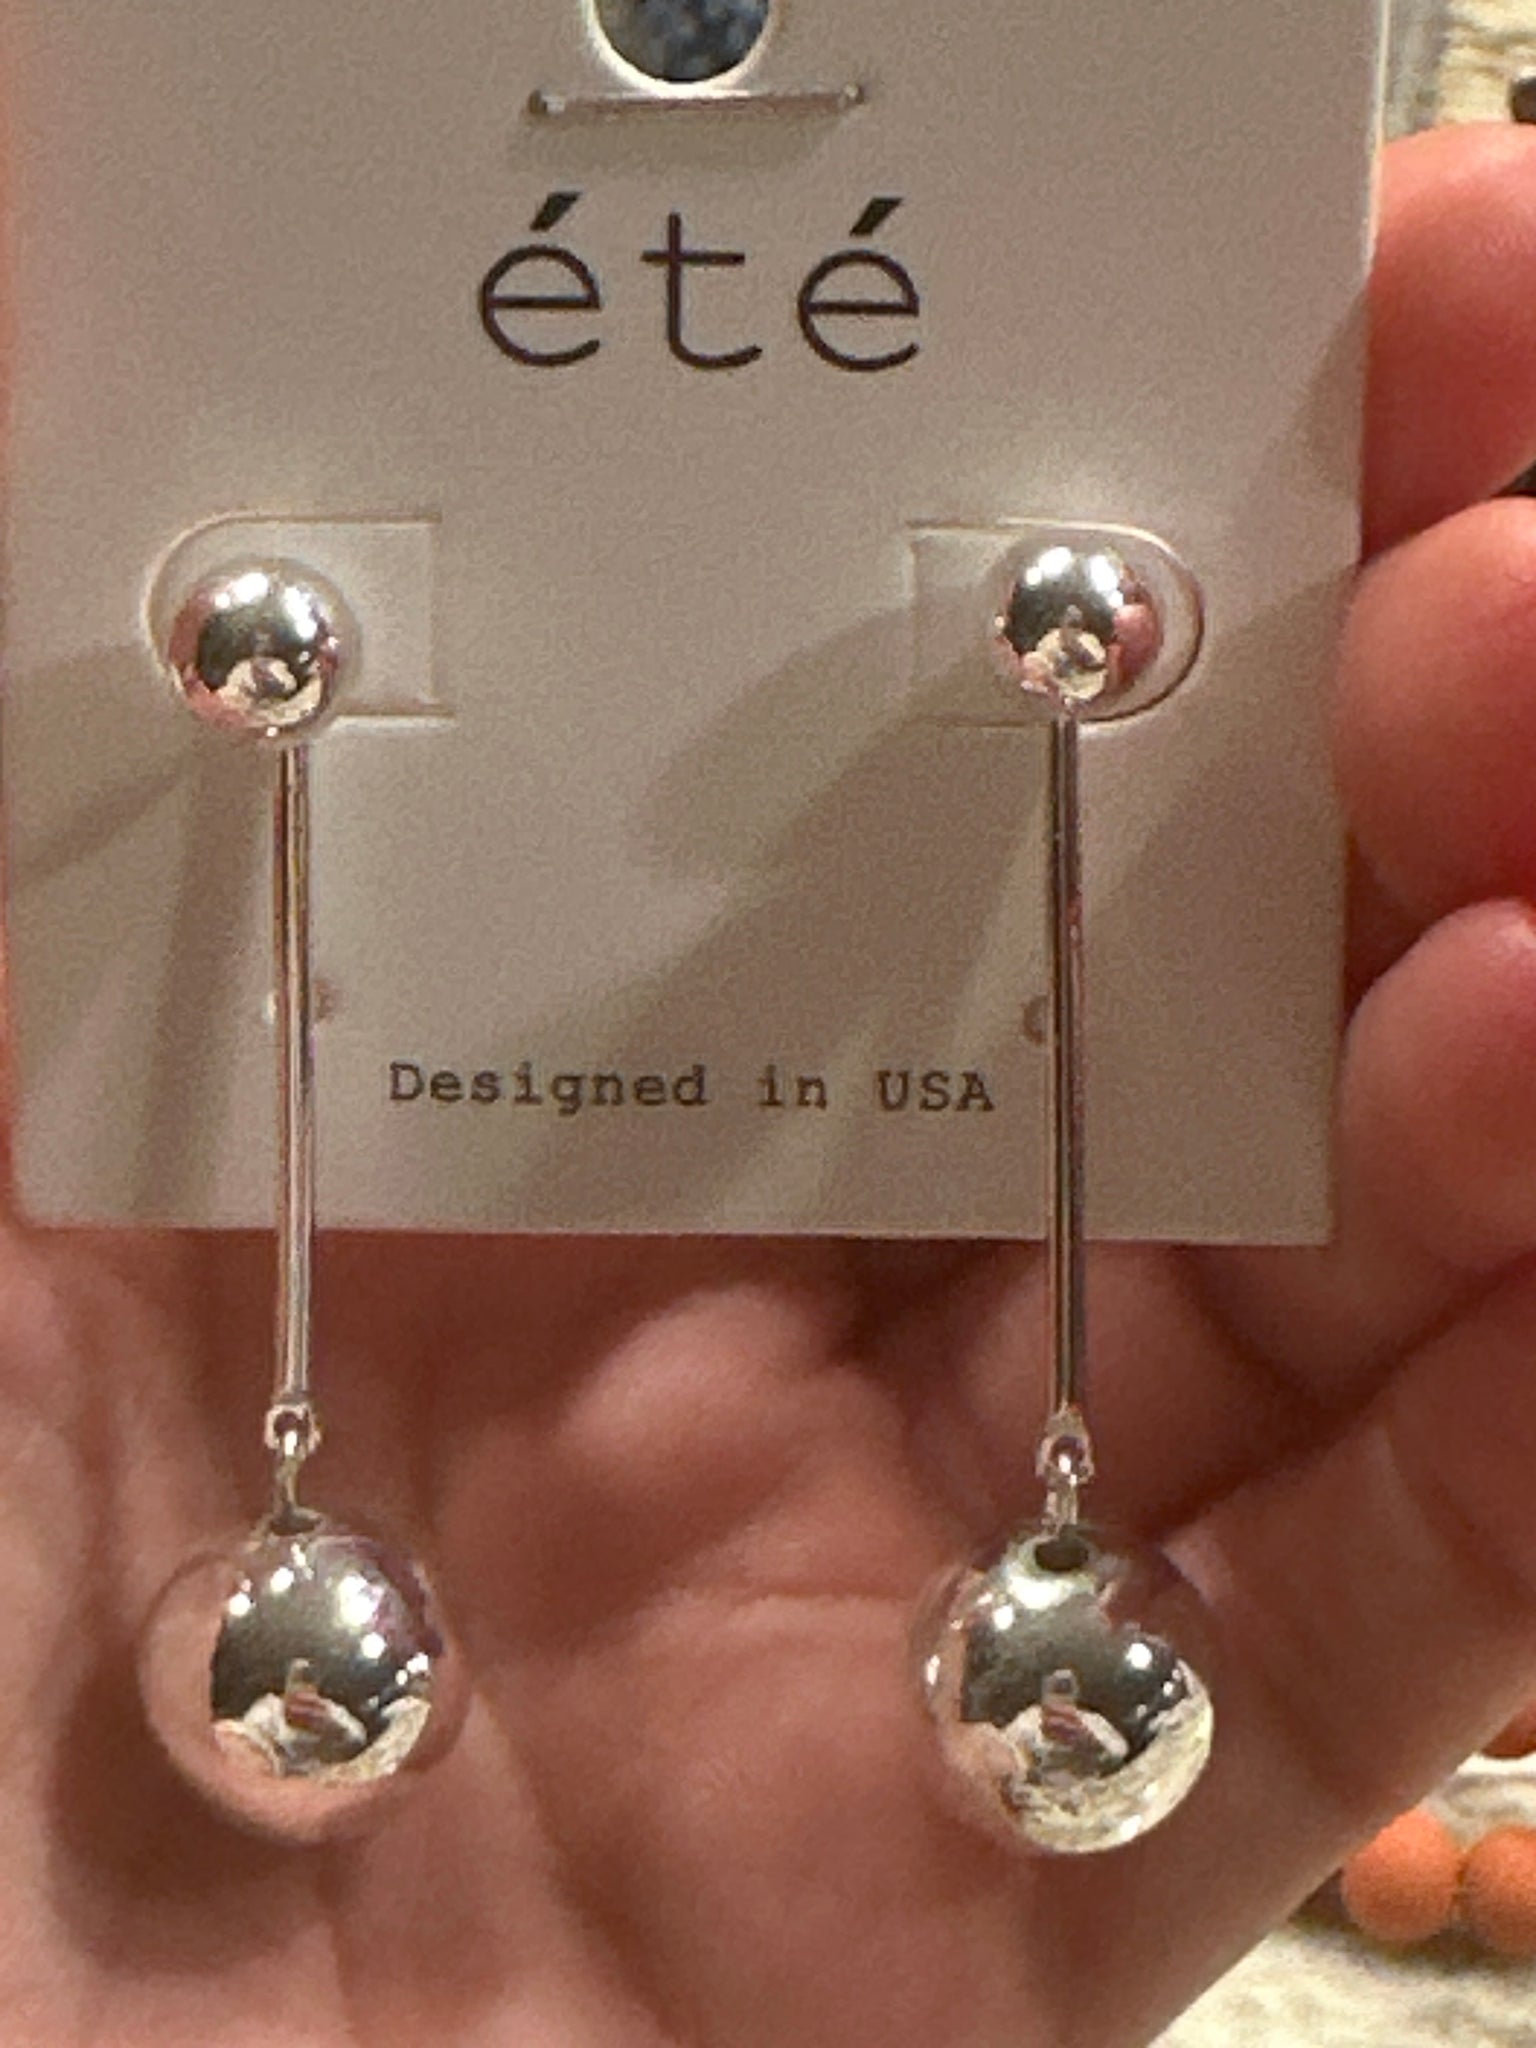 été
Designed in USA